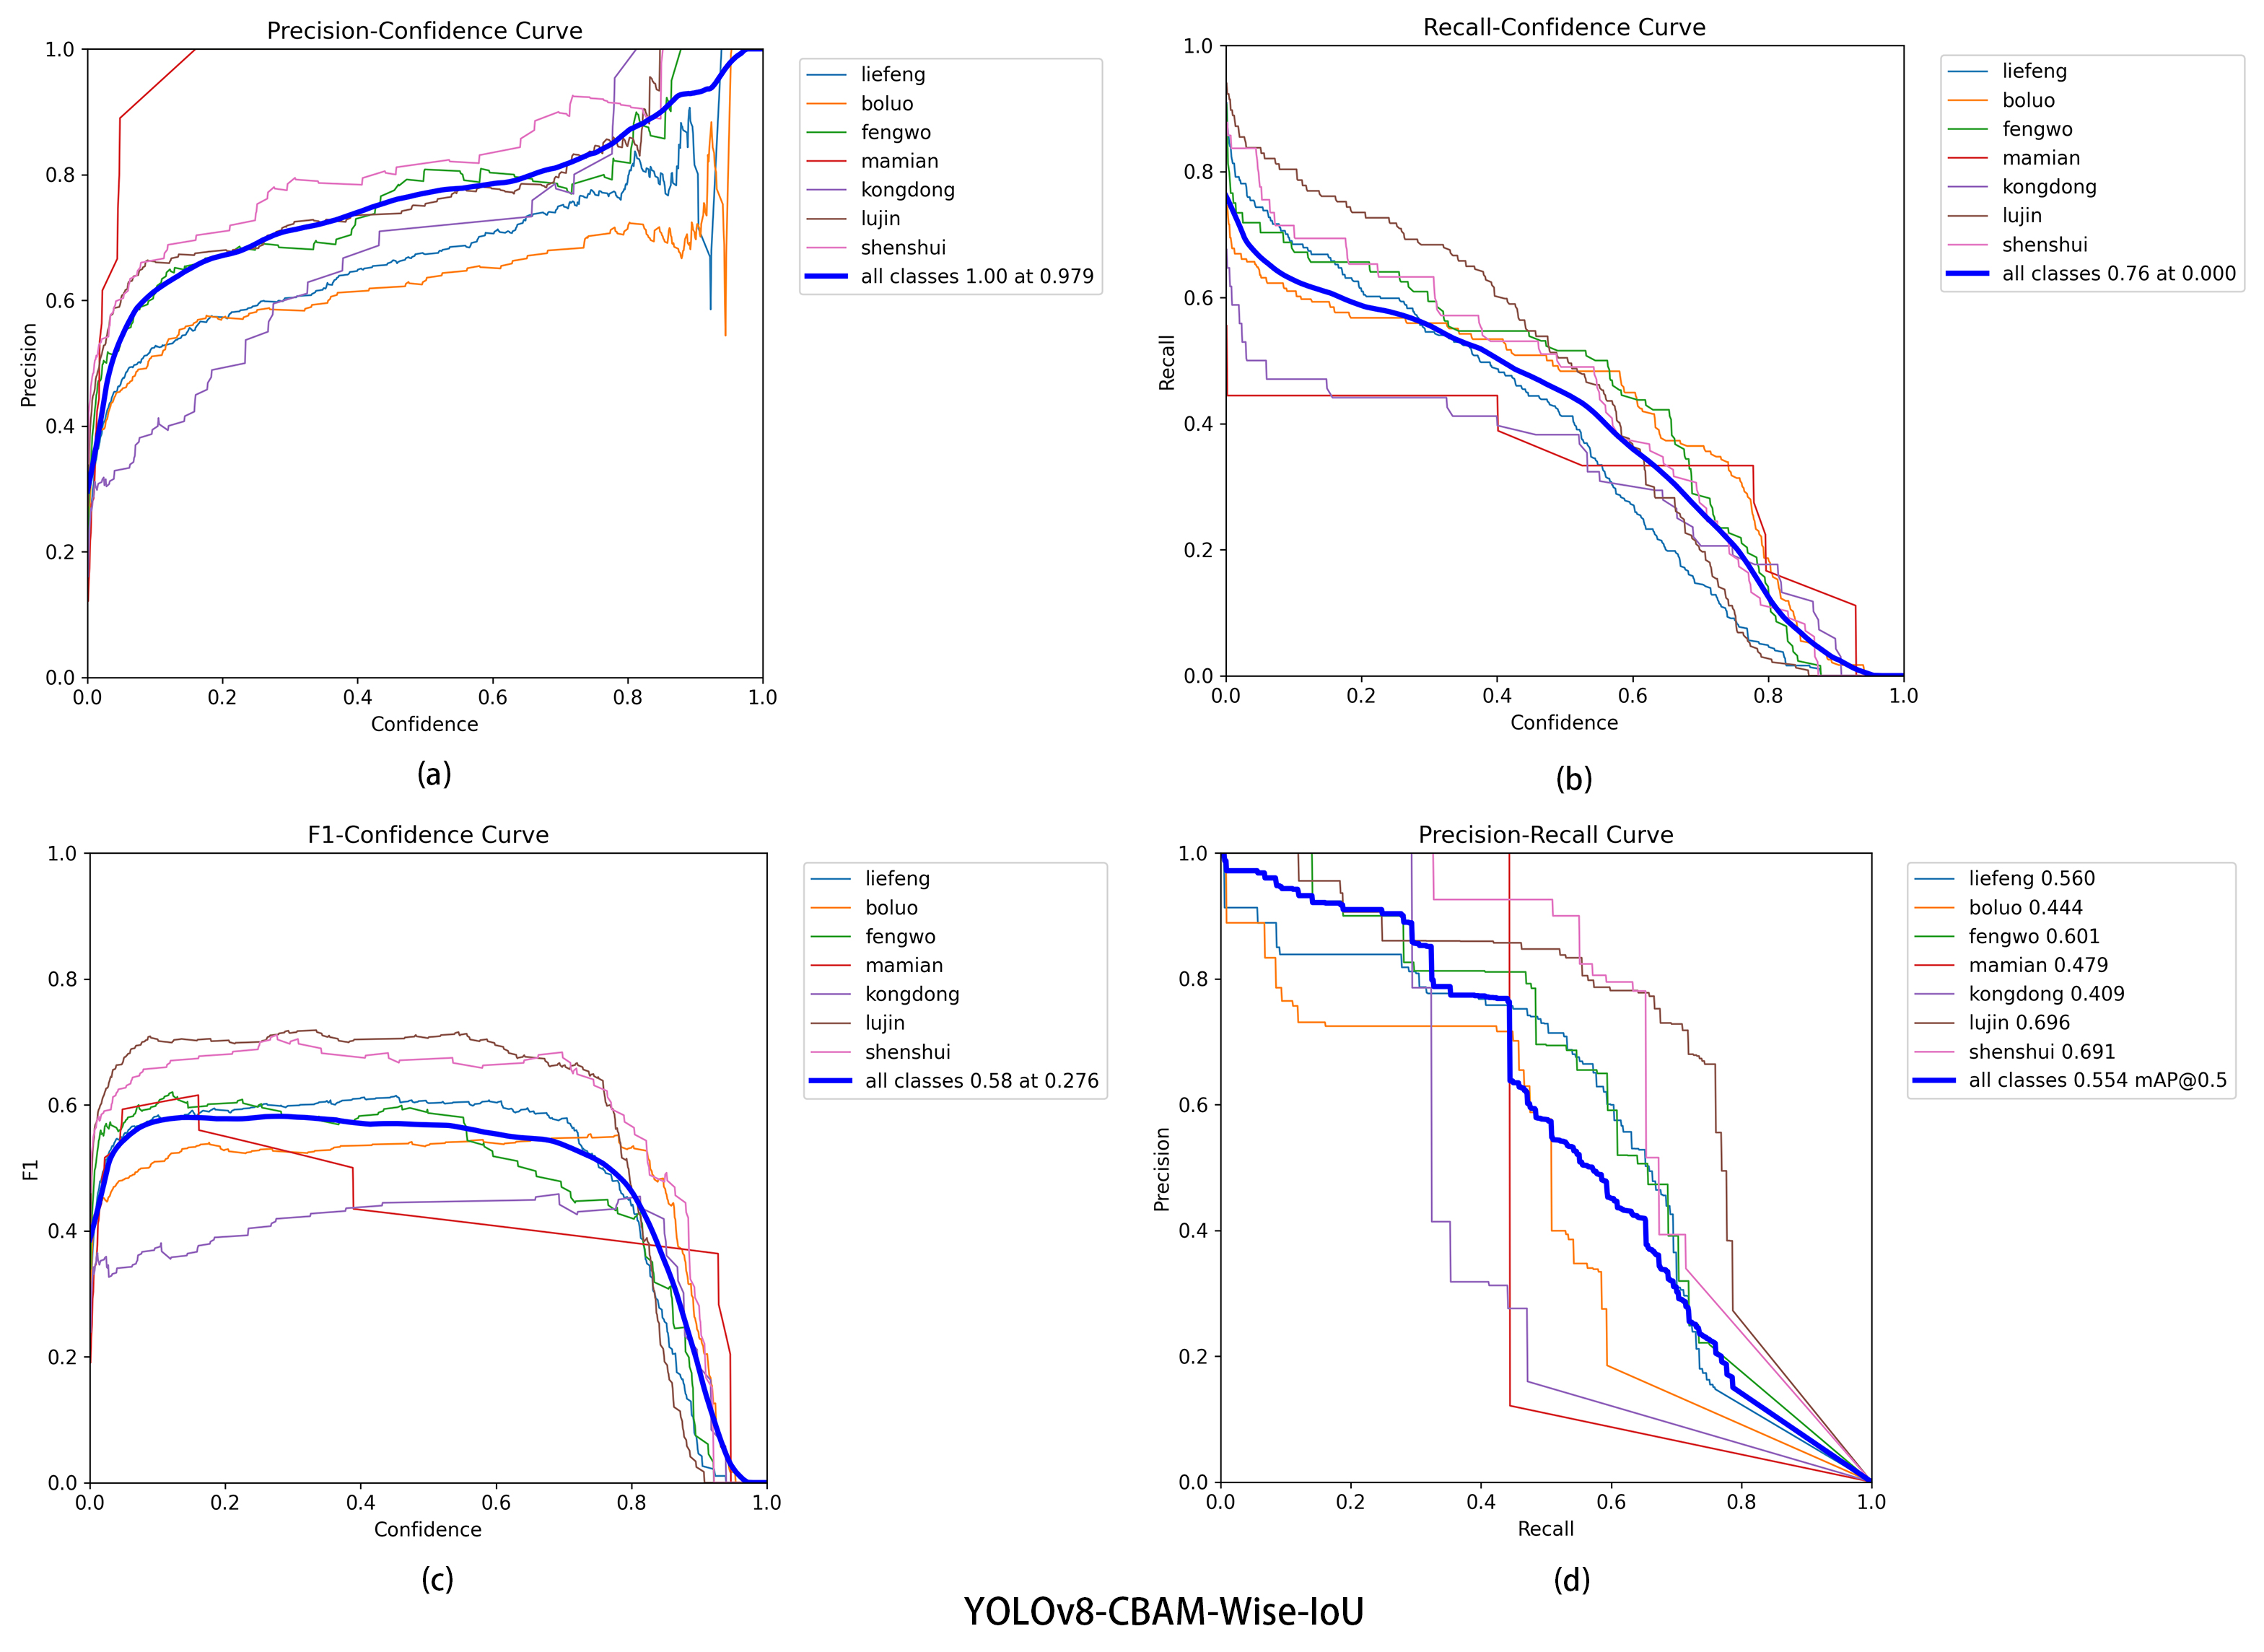 Precision-Confidence Curve
1.0
0.8
0.6
0.4
0.2
0.0
Precision
0.0 0.2 0.4 0.6 0.8 1.0
Confidence
liefeng
boluo
fengwo
mamian
kongdong
lujin
shenshui
all classes 1.00 at 0.979
(a)
Recall-Confidence Curve
1.0
0.8
0.6
0.4
0.2
0.0
Recall
0.0 0.2 0.4 0.6 0.8 1.0
Confidence
liefeng
boluo
fengwo
mamian
kongdong
lujin
shenshui
all classes 0.76 at 0.000
(b)
F1-Confidence Curve
1.0
0.8
0.6
0.4
0.2
0.0
F1
0.0 0.2 0.4 0.6 0.8 1.0
Confidence
liefeng
boluo
fengwo
mamian
kongdong
lujin
shenshui
all classes 0.58 at 0.276
(c)
Precision-Recall Curve
1.0
0.8
0.6
0.4
0.2
0.0
Precision
0.0 0.2 0.4 0.6 0.8 1.0
Recall
liefeng 0.560
boluo 0.444
fengwo 0.601
mamian 0.479
kongdong 0.409
lujin 0.696
shenshui 0.691
all classes 0.554 mAP@0.5
(d)
YOLOv8-CBAM-Wise-IoU